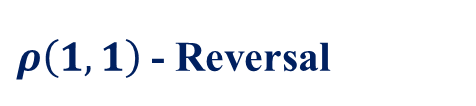 𝝆(𝟏, 𝟏) - Reversal